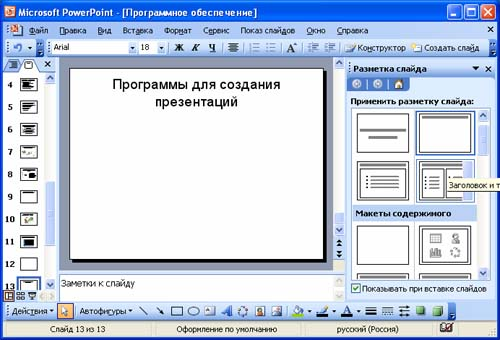 Microsoft PowerPoint - [Программное обеспечение]
Файл Правка Вид Вставка Формат Сервис Показ слайдов Окно Справка
Arial 18 Конструктор Создать слайд
Разметка слайда
Применить разметку слайда:
Заголовок и т
Макеты содержимого
Показывать при вставке слайдов
4
5
6
7
8
9
10
11
12
13
Программы для создания
презентаций
Заметки к слайду
Действия Автофигуры
Слайд 13 из 13 Оформление по умолчанию русский (Россия)